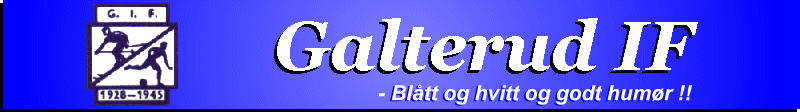 G. I. F.
1928–1945
Galterud IF
- Blått og hvitt og godt humør !!